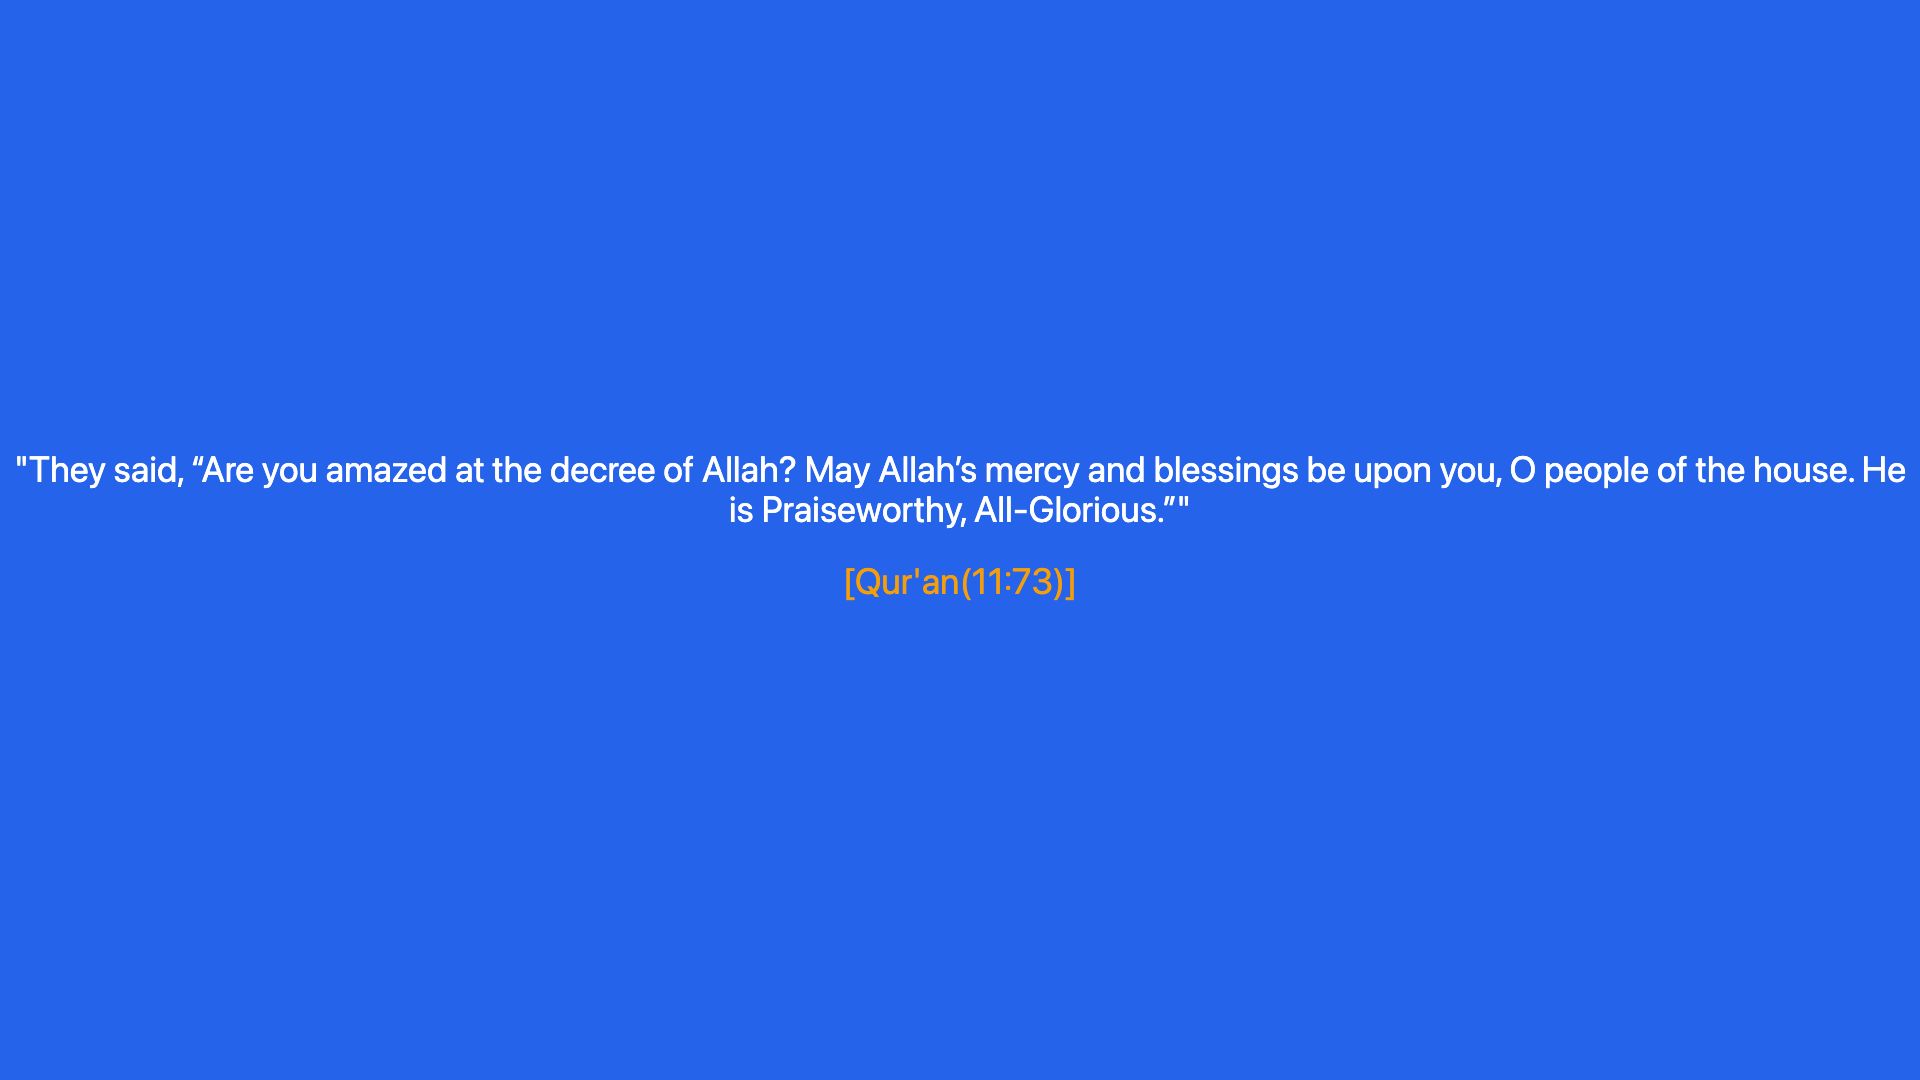 "They said, “Are you amazed at the decree of Allah? May Allah’s mercy and blessings be upon you, O people of the house. He
is Praiseworthy, All-Glorious.”"
[Qur'an(11:73)]